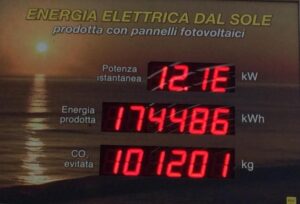 ENERGIA ELETTRICA DAL SOLE
prodotta con pannelli fotovoltaici
Potenza istantanea 12.1E kW
Energia prodotta 174486 kWh
CO2 evitata 101201 kg